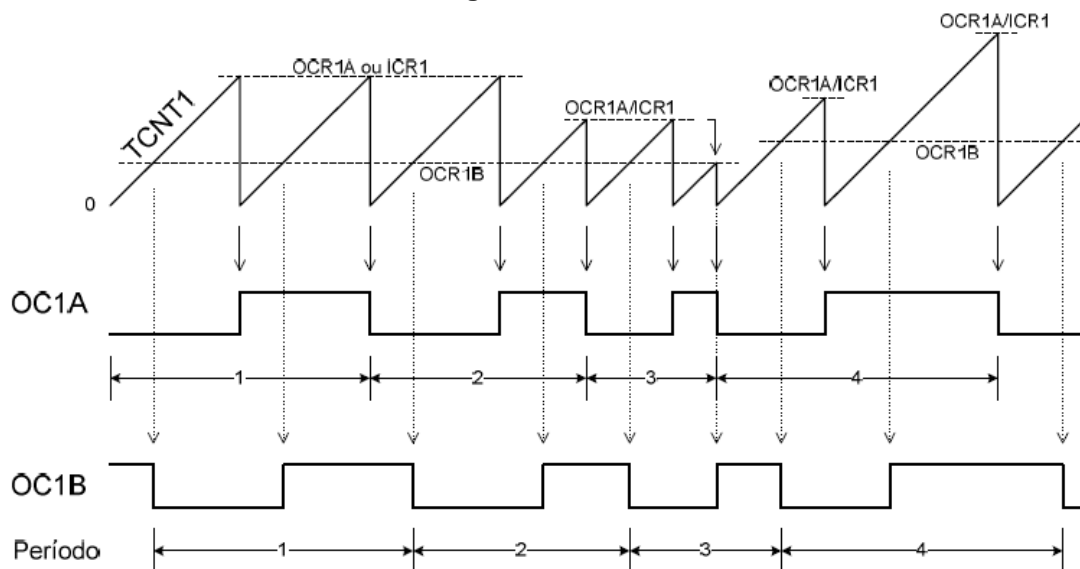 OCR1A/ICR1
OCR1A ou ICR1
OCR1A/ICR1
OCR1A/ICR1
TCNT1
OCR1B
OCR1B
0
OC1A
1
2
3
4
OC1B
Período
1
2
3
4